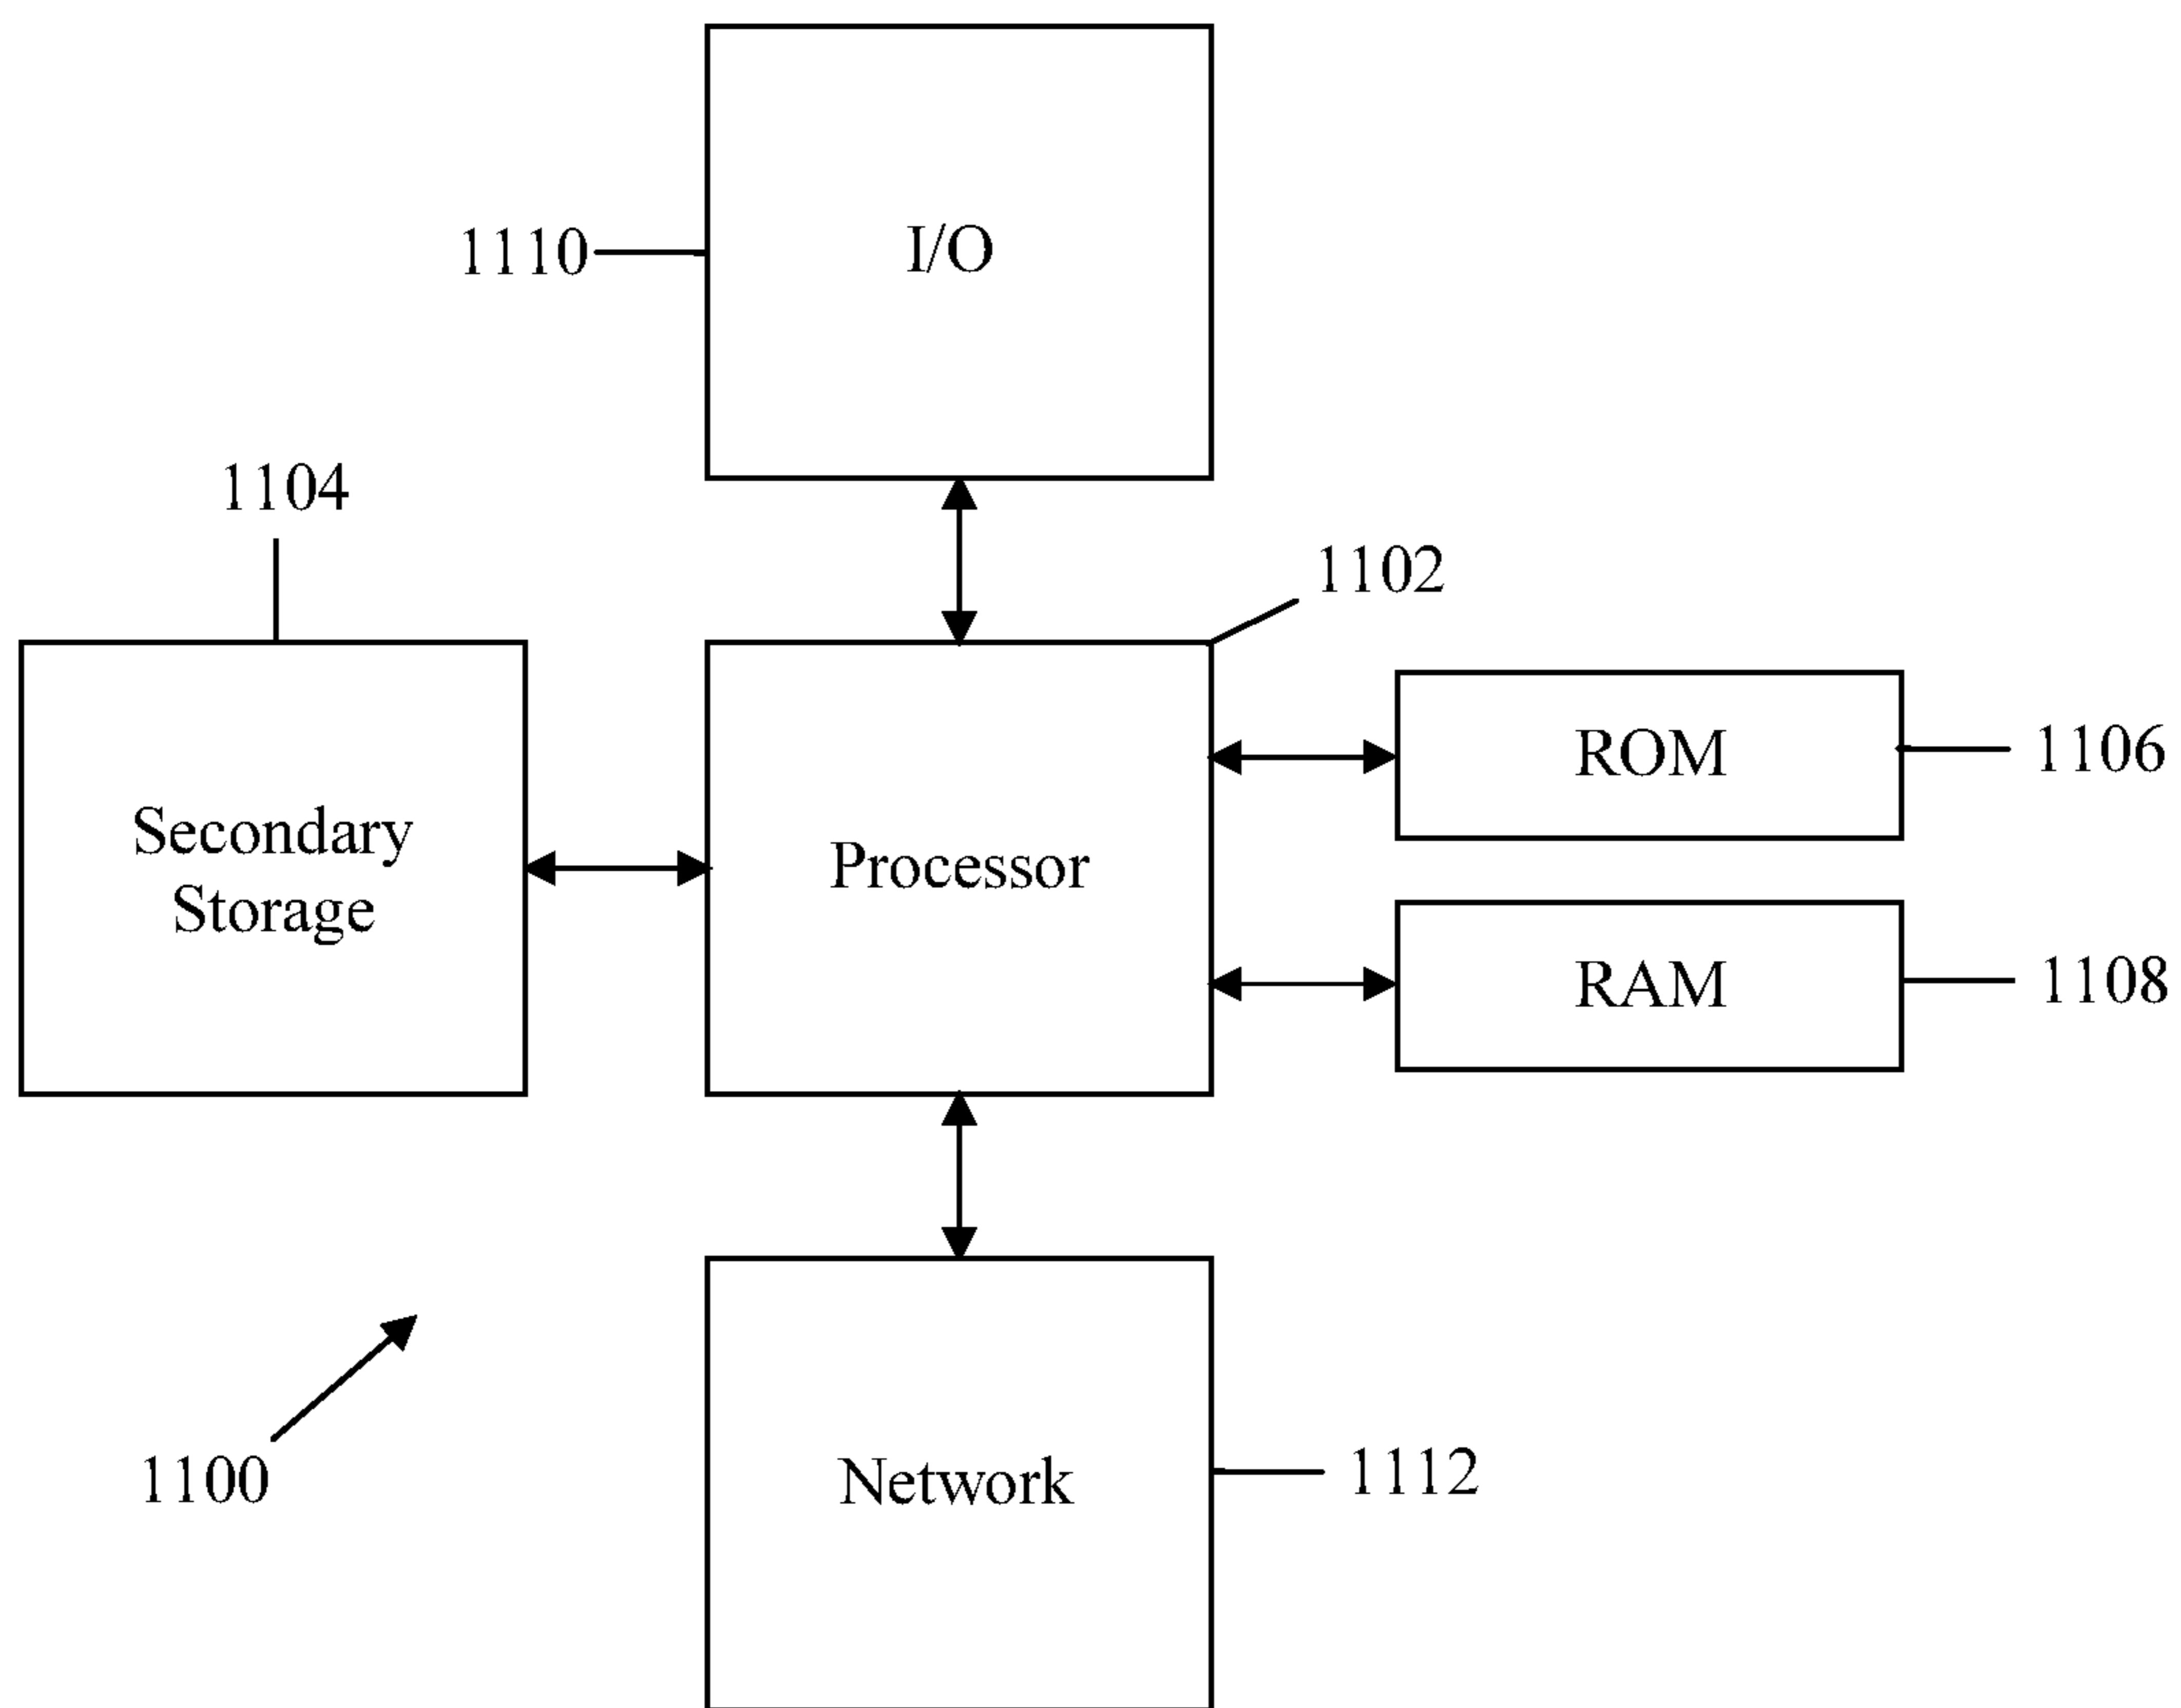 I/O
1110
1104
1102
ROM
1106
Secondary
Storage
Processor
RAM
1108
1100
Network
1112